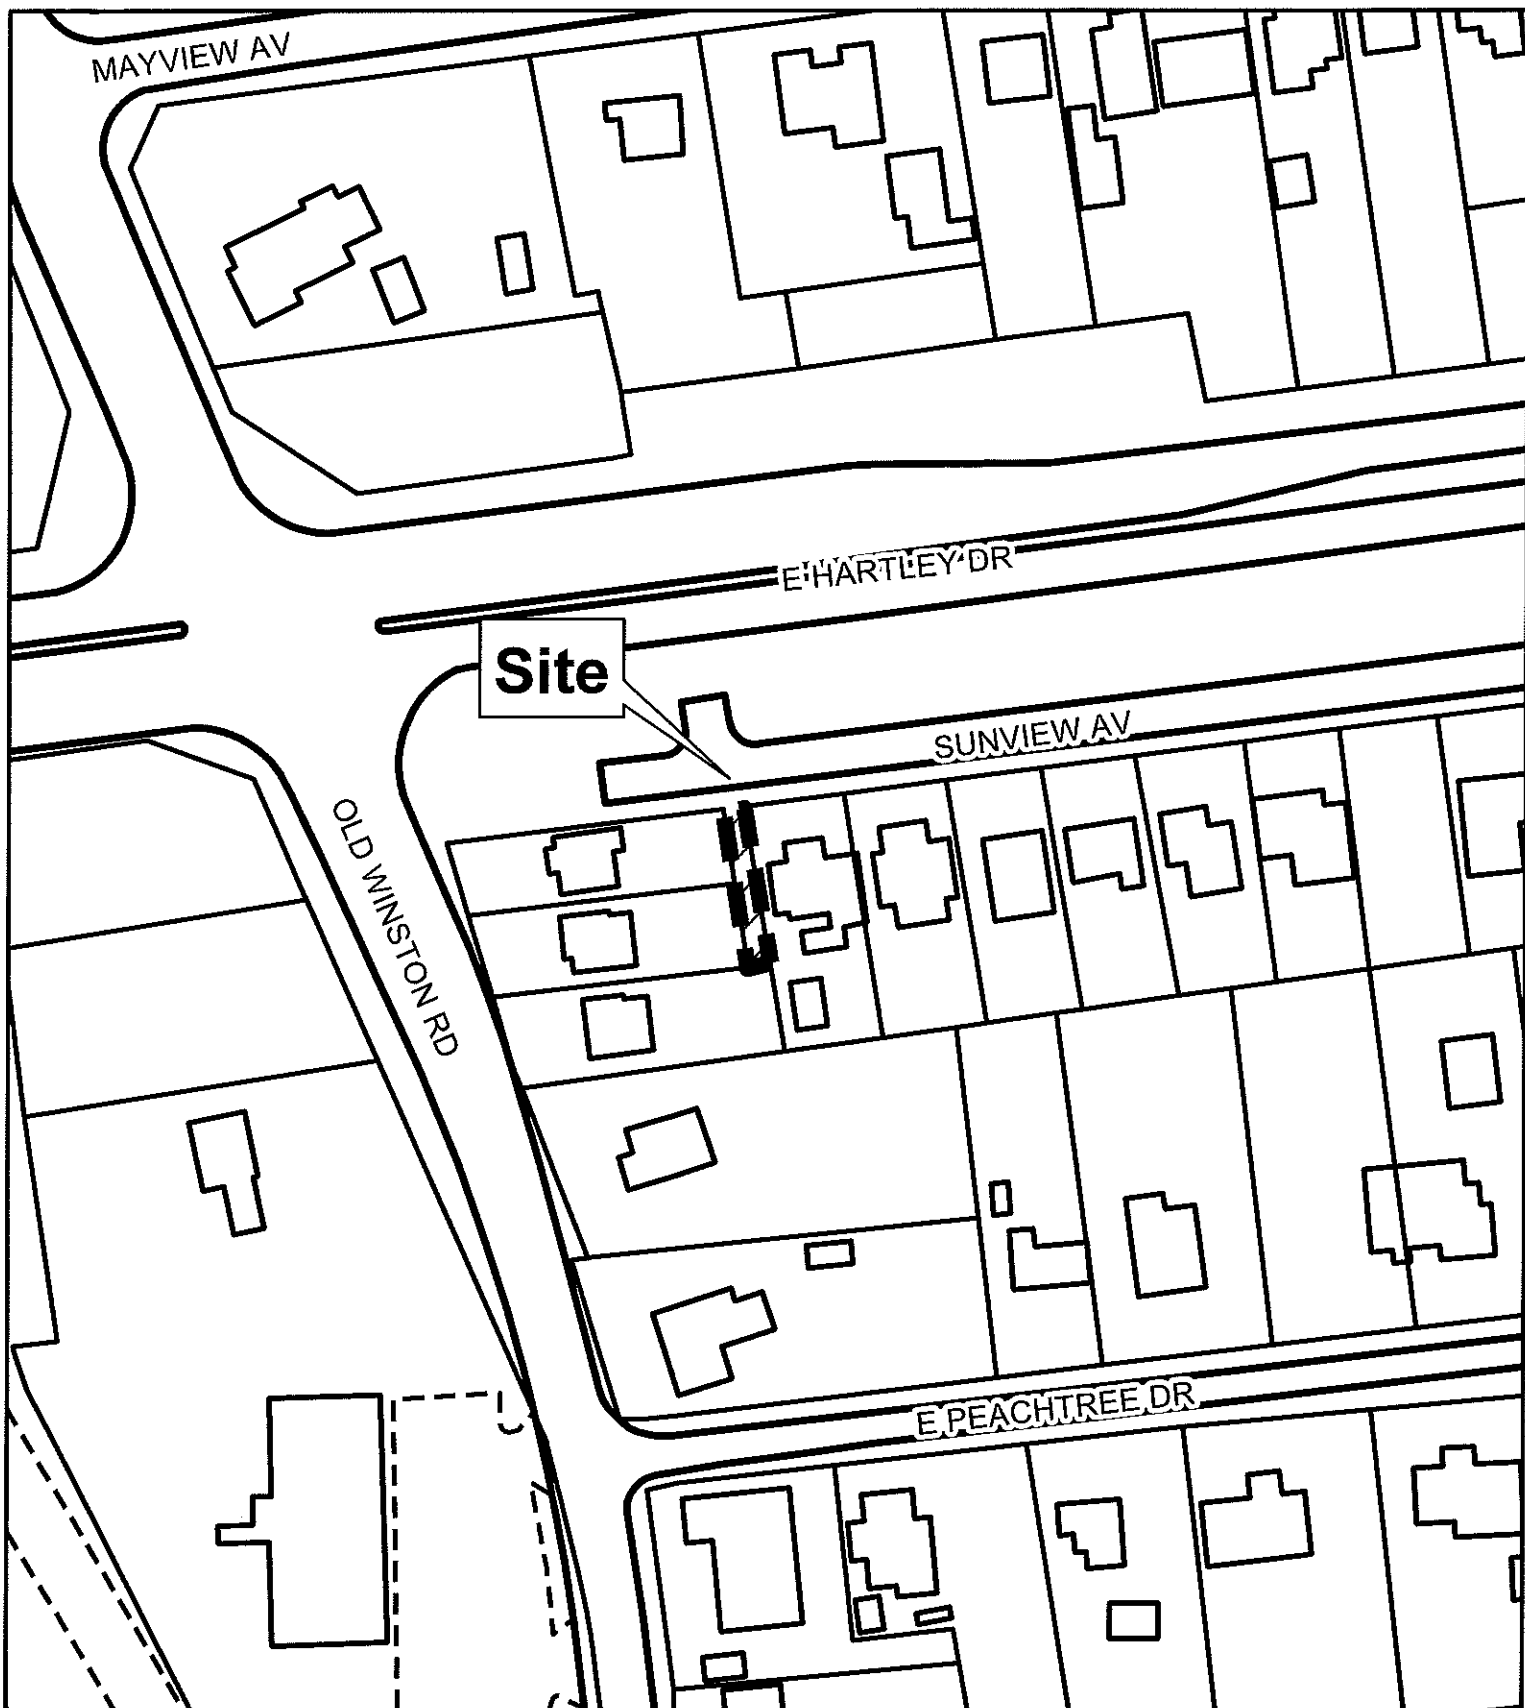 MAYVIEW AV
E HARTLEY DR
Site
SUNVIEW AV
OLD WINSTON RD
E PEACHTREE DR